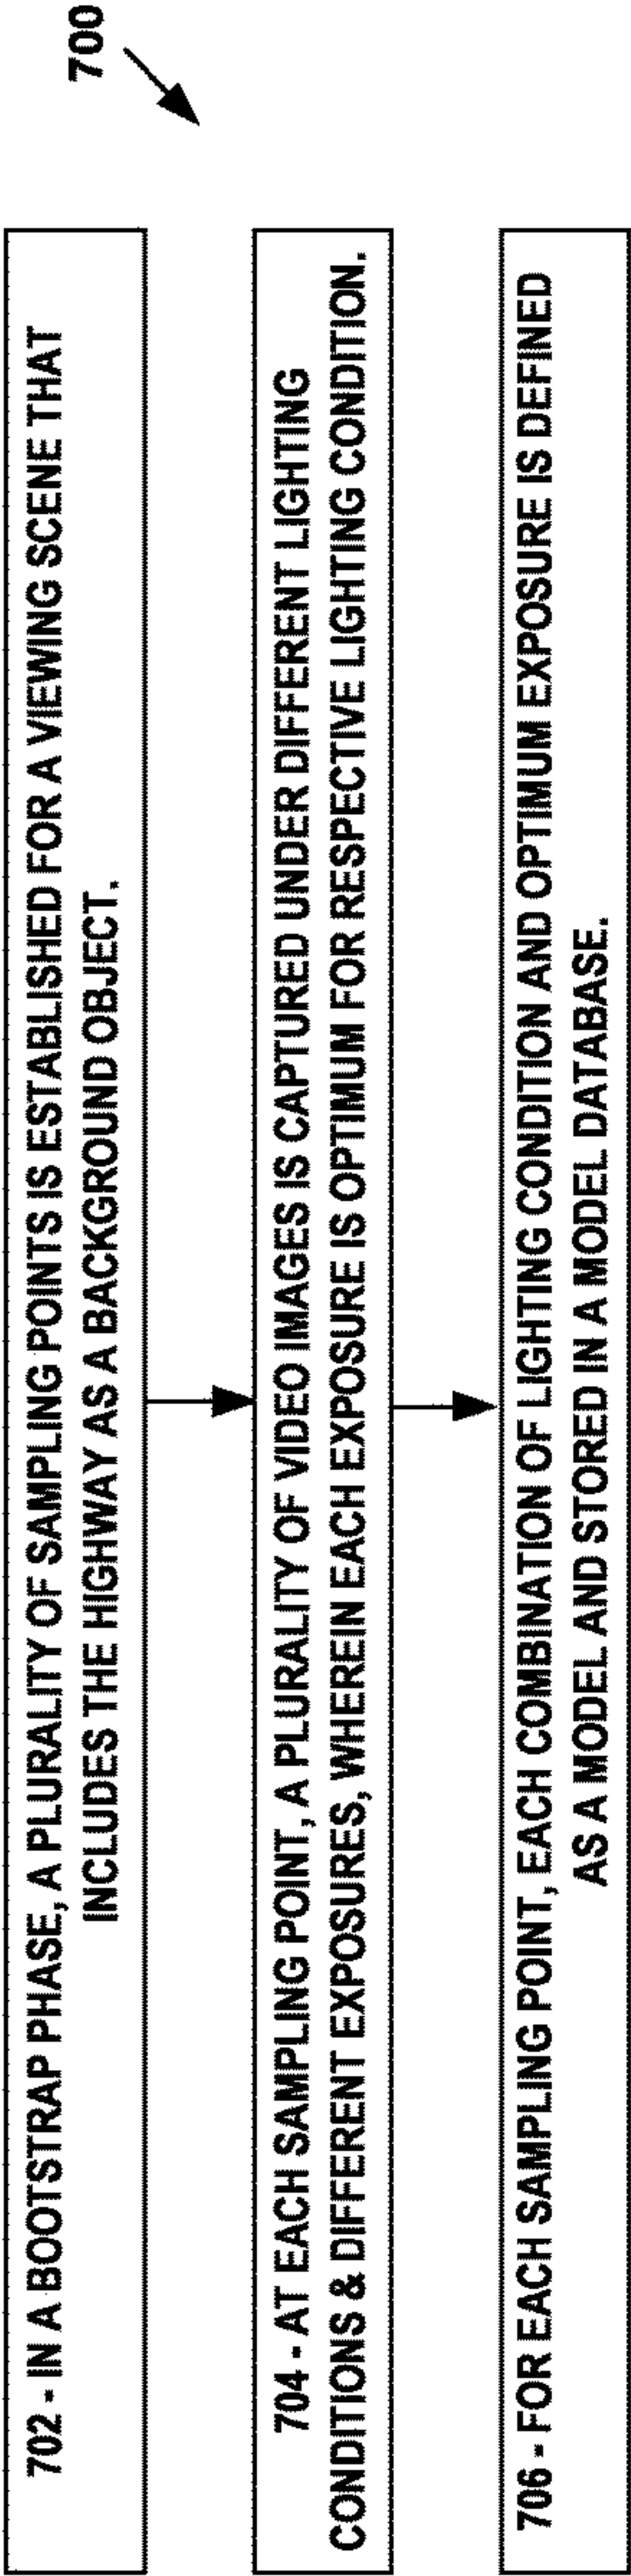 700
702 - IN A BOOTSTRAP PHASE, A PLURALITY OF SAMPLING POINTS IS ESTABLISHED FOR A VIEWING SCENE THAT
INCLUDES THE HIGHWAY AS A BACKGROUND OBJECT.
704 - AT EACH SAMPLING POINT, A PLURALITY OF VIDEO IMAGES IS CAPTURED UNDER DIFFERENT LIGHTING
CONDITIONS & DIFFERENT EXPOSURES, WHEREIN EACH EXPOSURE IS OPTIMUM FOR RESPECTIVE LIGHTING CONDITION.
706 - FOR EACH SAMPLING POINT, EACH COMBINATION OF LIGHTING CONDITION AND OPTIMUM EXPOSURE IS DEFINED
AS A MODEL AND STORED IN A MODEL DATABASE.